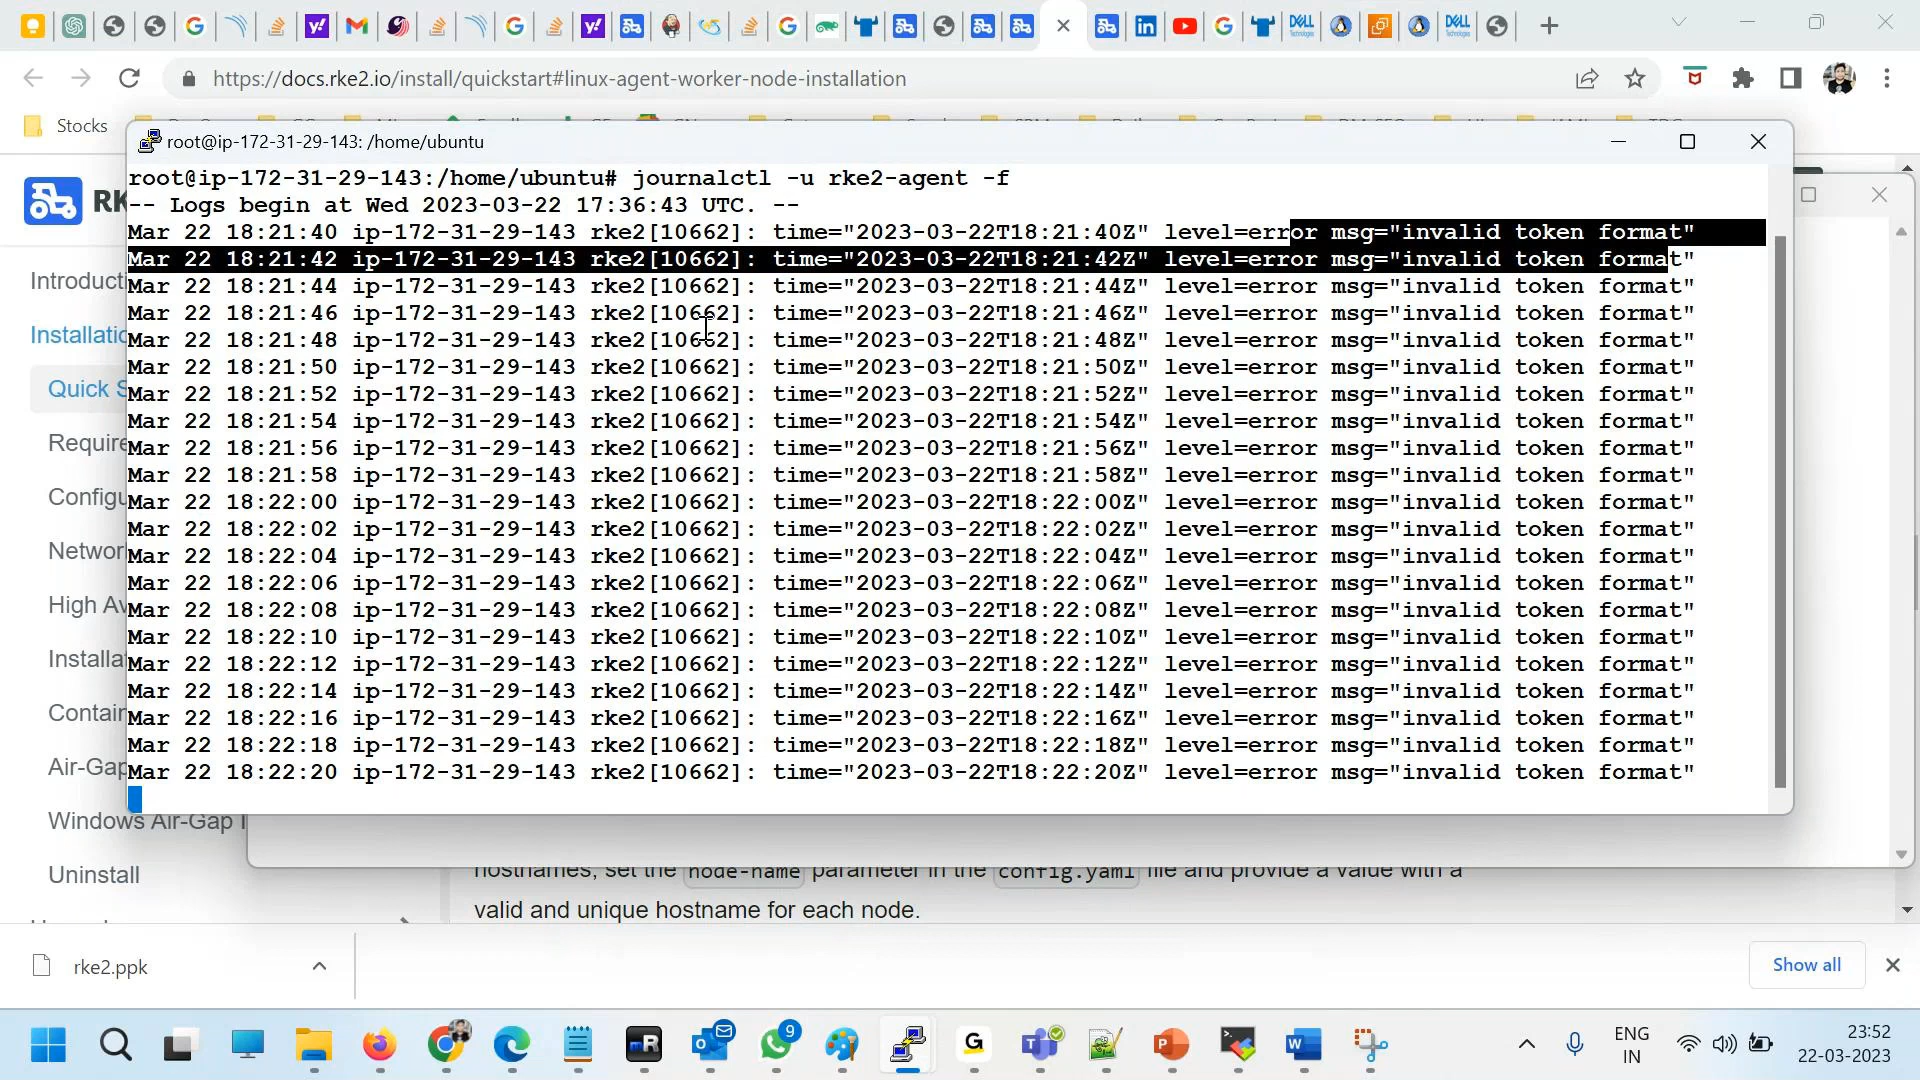 https://docs.rke2.io/install/quickstart#linux-agent-worker-node-installation
Stocks
root@ip-172-31-29-143: /home/ubuntu
RK
root@ip-172-31-29-143:/home/ubuntu# journalctl -u rke2-agent -f
-- Logs begin at Wed 2023-03-22 17:36:43 UTC. --
Mar 22 18:21:40 ip-172-31-29-143 rke2[10662]: time="2023-03-22T18:21:40Z" level=error msg="invalid token format"
Mar 22 18:21:42 ip-172-31-29-143 rke2[10662]: time="2023-03-22T18:21:42Z" level=error msg="invalid token format"
Mar 22 18:21:44 ip-172-31-29-143 rke2[10662]: time="2023-03-22T18:21:44Z" level=error msg="invalid token format"
Mar 22 18:21:46 ip-172-31-29-143 rke2[10662]: time="2023-03-22T18:21:46Z" level=error msg="invalid token format"
Mar 22 18:21:48 ip-172-31-29-143 rke2[10662]: time="2023-03-22T18:21:48Z" level=error msg="invalid token format"
Mar 22 18:21:50 ip-172-31-29-143 rke2[10662]: time="2023-03-22T18:21:50Z" level=error msg="invalid token format"
Mar 22 18:21:52 ip-172-31-29-143 rke2[10662]: time="2023-03-22T18:21:52Z" level=error msg="invalid token format"
Mar 22 18:21:54 ip-172-31-29-143 rke2[10662]: time="2023-03-22T18:21:54Z" level=error msg="invalid token format"
Mar 22 18:21:56 ip-172-31-29-143 rke2[10662]: time="2023-03-22T18:21:56Z" level=error msg="invalid token format"
Mar 22 18:21:58 ip-172-31-29-143 rke2[10662]: time="2023-03-22T18:21:58Z" level=error msg="invalid token format"
Mar 22 18:22:00 ip-172-31-29-143 rke2[10662]: time="2023-03-22T18:22:00Z" level=error msg="invalid token format"
Mar 22 18:22:02 ip-172-31-29-143 rke2[10662]: time="2023-03-22T18:22:02Z" level=error msg="invalid token format"
Mar 22 18:22:04 ip-172-31-29-143 rke2[10662]: time="2023-03-22T18:22:04Z" level=error msg="invalid token format"
Mar 22 18:22:06 ip-172-31-29-143 rke2[10662]: time="2023-03-22T18:22:06Z" level=error msg="invalid token format"
Mar 22 18:22:08 ip-172-31-29-143 rke2[10662]: time="2023-03-22T18:22:08Z" level=error msg="invalid token format"
Mar 22 18:22:10 ip-172-31-29-143 rke2[10662]: time="2023-03-22T18:22:10Z" level=error msg="invalid token format"
Mar 22 18:22:12 ip-172-31-29-143 rke2[10662]: time="2023-03-22T18:22:12Z" level=error msg="invalid token format"
Mar 22 18:22:14 ip-172-31-29-143 rke2[10662]: time="2023-03-22T18:22:14Z" level=error msg="invalid token format"
Mar 22 18:22:16 ip-172-31-29-143 rke2[10662]: time="2023-03-22T18:22:16Z" level=error msg="invalid token format"
Mar 22 18:22:18 ip-172-31-29-143 rke2[10662]: time="2023-03-22T18:22:18Z" level=error msg="invalid token format"
Mar 22 18:22:20 ip-172-31-29-143 rke2[10662]: time="2023-03-22T18:22:20Z" level=error msg="invalid token format"
Introduct
Installatio
Quick S
Require
Configu
Networ
High Av
Installa
Contain
Air-Gap
Windows Air-Gap I
Uninstall
hostnames, set the node-name parameter in the config.yaml file and provide a value with a
valid and unique hostname for each node.
rke2.ppk
Show all
9
ENG
IN
23:52
22-03-2023